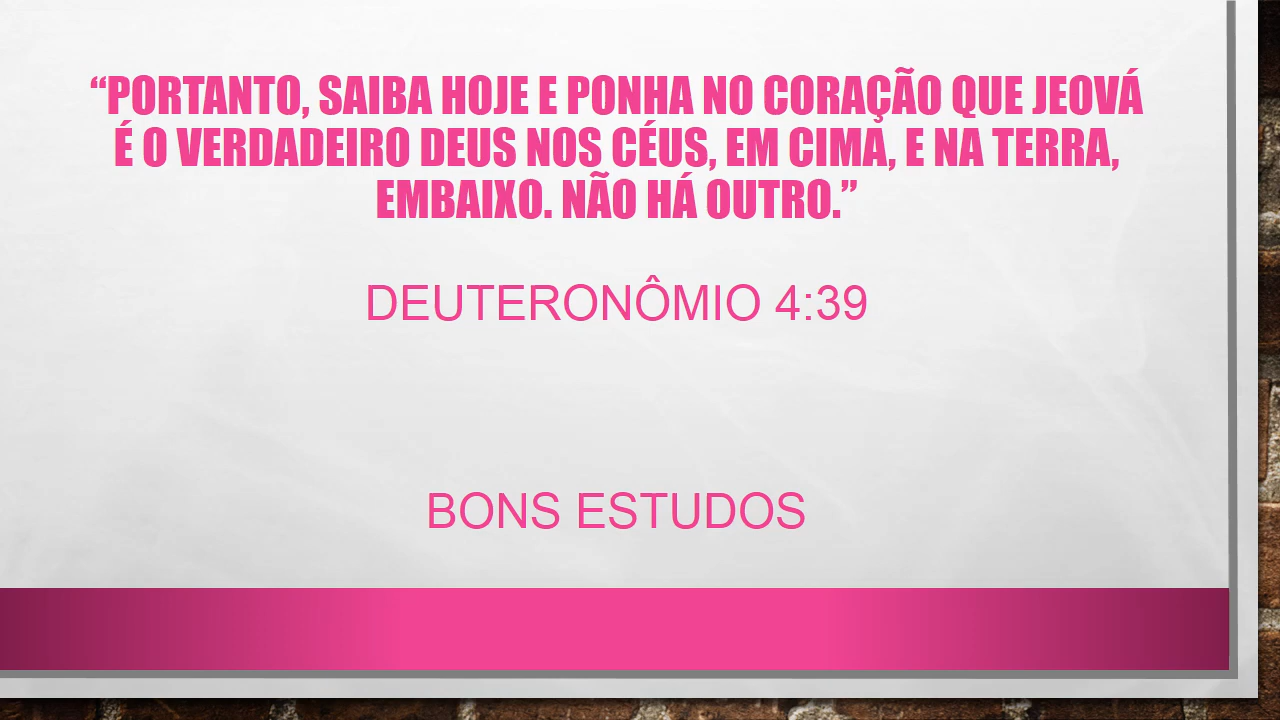 “PORTANTO, SAIBA HOJE E PONHA NO CORAÇÃO QUE JEOVÁ
É O VERDADEIRO DEUS NOS CÉUS, EM CIMA, E NA TERRA,
EMBAIXO. NÃO HÁ OUTRO.”
DEUTERONÔMIO 4:39
BONS ESTUDOS